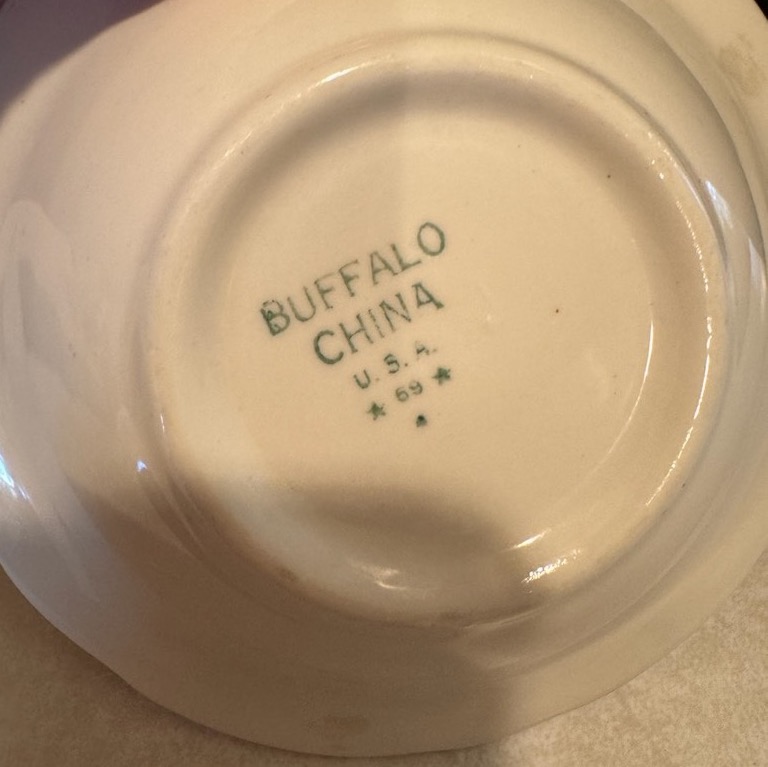 BUFFALO
CHINA
U. S. A.
★ 69 ★